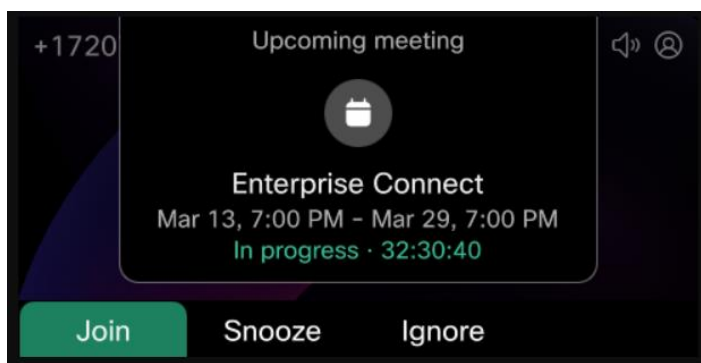 +1720
Upcoming meeting
Enterprise Connect
Mar 13, 7:00 PM – Mar 29, 7:00 PM
In progress · 32:30:40
Join Snooze Ignore